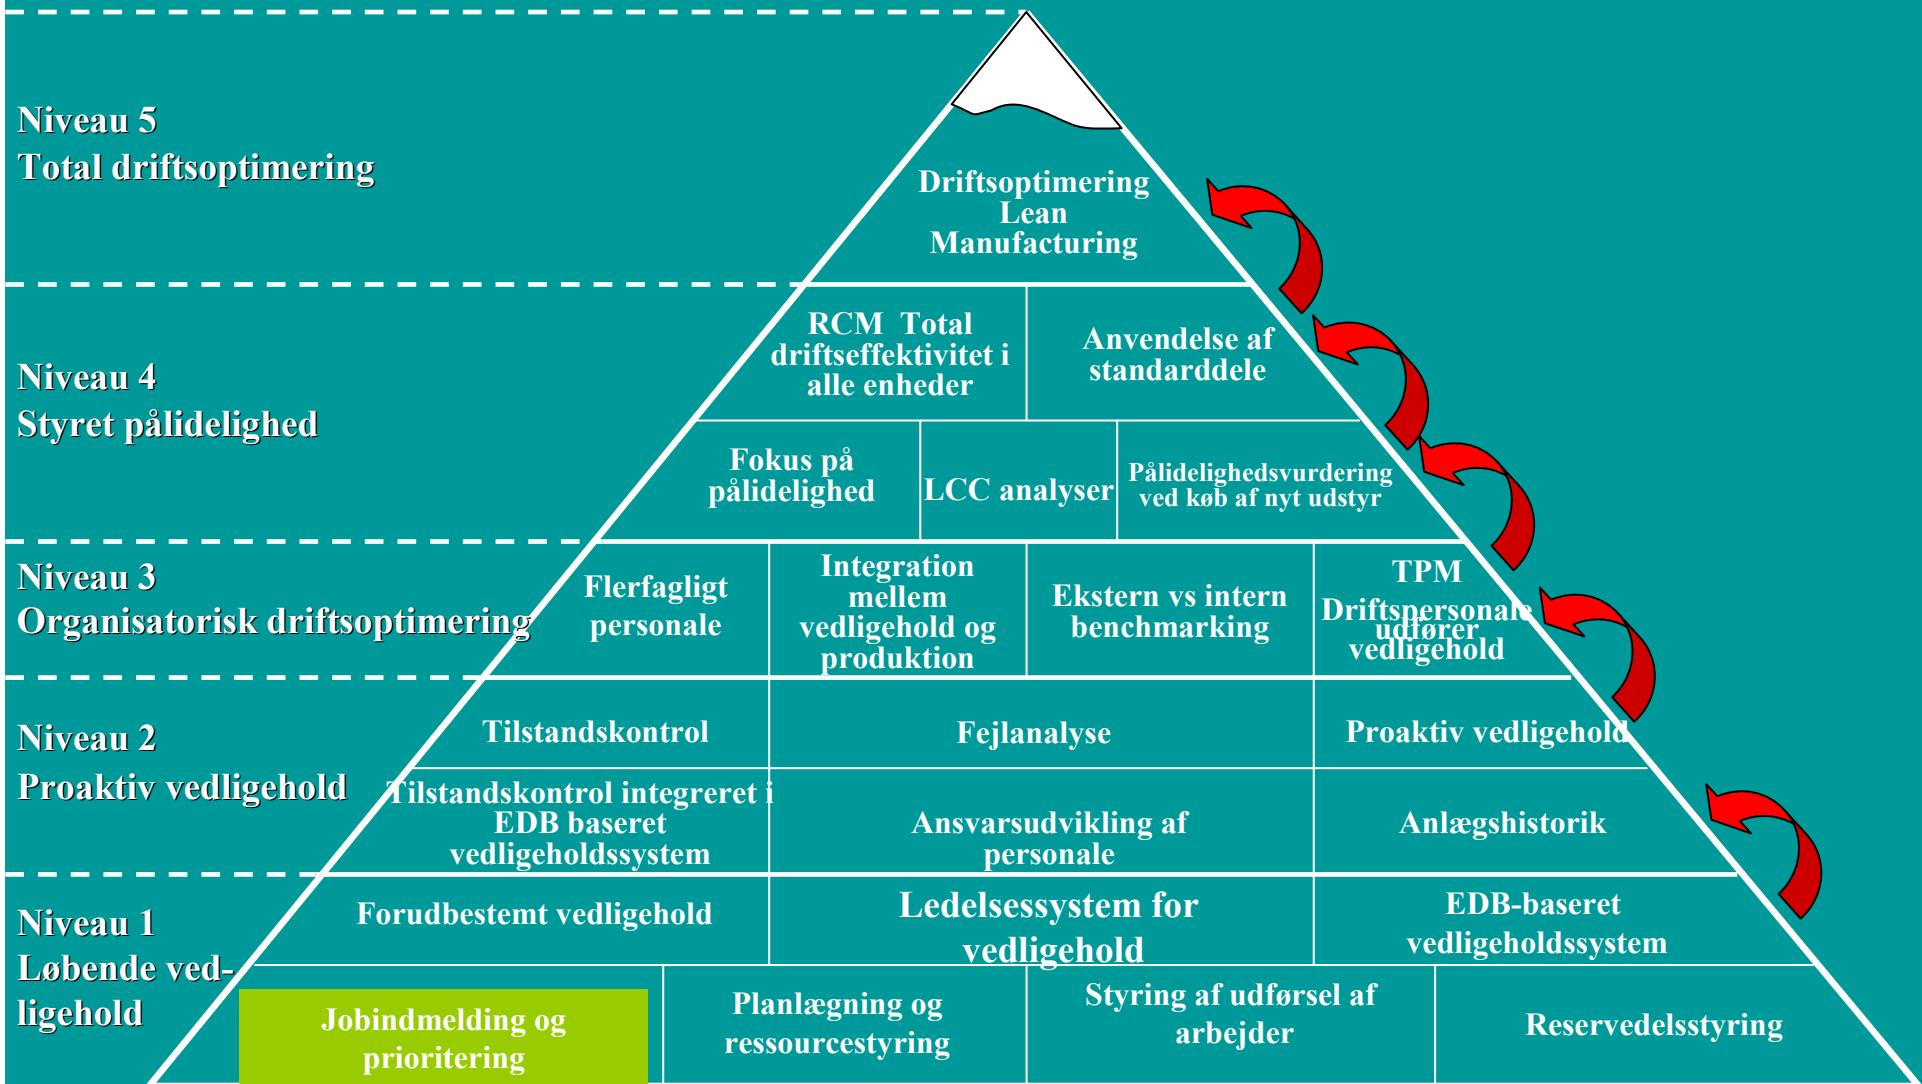 Niveau 5
Total driftsoptimering
Driftsoptimering
Lean
Manufacturing
Niveau 4
Styret pålidelighed
RCM  Total
driftseffektivitet i
alle enheder
Anvendelse af
standarddele
Fokus på
pålidelighed
LCC analyser
Pålidelighedsvurdering
ved køb af nyt udstyr
Niveau 3
Organisatorisk driftsoptimering
Flerfagligt
personale
Integration
mellem
vedligehold og
produktion
Ekstern vs intern
benchmarking
TPM
Driftspersonale
udfører
vedligehold
Niveau 2
Proaktiv vedligehold
Tilstandskontrol
Fejlanalyse
Proaktiv vedligehold
Tilstandskontrol integreret i
EDB baseret
vedligeholdssystem
Ansvarsudvikling af
personale
Anlægshistorik
Niveau 1
Løbende ved-
ligehold
Forudbestemt vedligehold
Ledelsessystem for
vedligehold
EDB-baseret
vedligeholdssystem
Jobindmelding og
prioritering
Planlægning og
ressourcestyring
Styring af udførsel af
arbejder
Reservedelsstyring